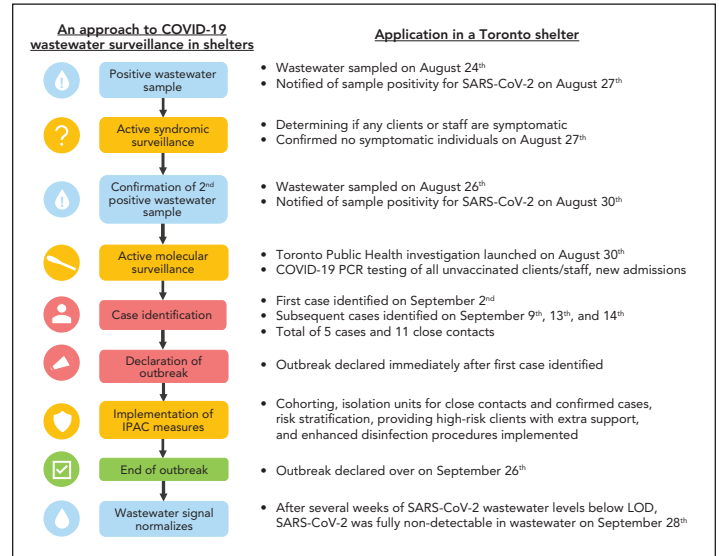 An approach to COVID-19
wastewater surveillance in shelters
Application in a Toronto shelter
Positive wastewater
sample
• Wastewater sampled on August 24th
• Notified of sample positivity for SARS-CoV-2 on August 27th
?
Active syndromic
surveillance
• Determining if any clients or staff are symptomatic
• Confirmed no symptomatic individuals on August 27th
Confirmation of 2nd
positive wastewater
sample
• Wastewater sampled on August 26th
• Notified of sample positivity for SARS-CoV-2 on August 30th
Active molecular
surveillance
• Toronto Public Health investigation launched on August 30th
• COVID-19 PCR testing of all unvaccinated clients/staff, new admissions
Case identification
• First case identified on September 2nd
• Subsequent cases identified on September 9th, 13th, and 14th
• Total of 5 cases and 11 close contacts
Declaration of
outbreak
• Outbreak declared immediately after first case identified
Implementation of
IPAC measures
• Cohorting, isolation units for close contacts and confirmed cases,
risk stratification, providing high-risk clients with extra support,
and enhanced disinfection procedures implemented
End of outbreak
• Outbreak declared over on September 26th
Wastewater signal
normalizes
• After several weeks of SARS-CoV-2 wastewater levels below LOD,
SARS-CoV-2 was fully non-detectable in wastewater on September 28th